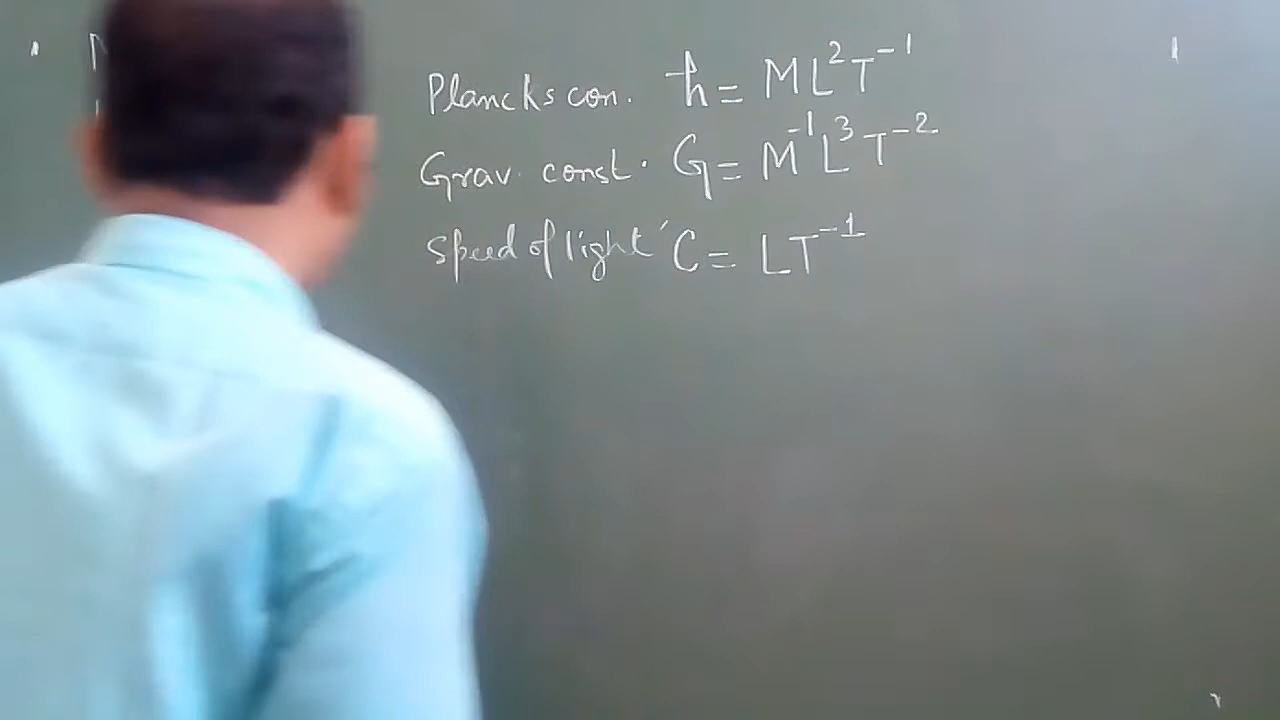 Plancks con. ħ = ML²T⁻¹
Grav. const. G = M⁻¹L³T⁻²
Speed of light C = LT⁻¹